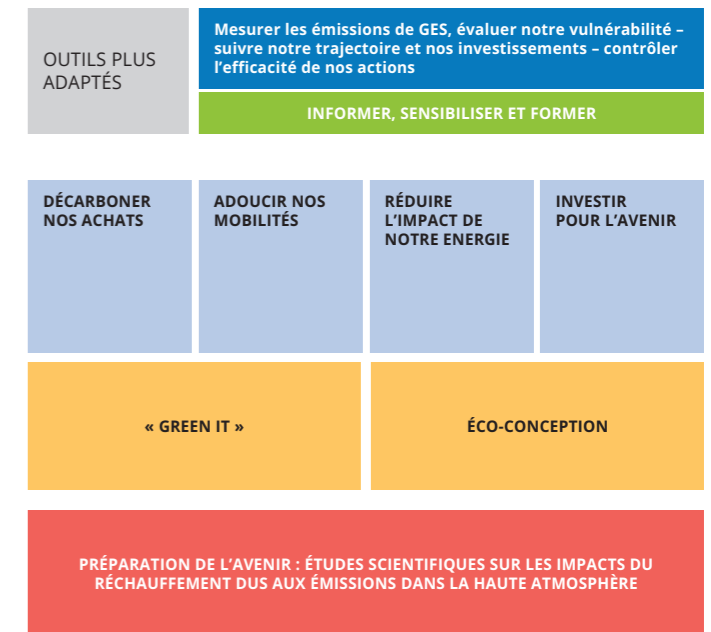 OUTILS PLUS
ADAPTÉS
Mesurer les émissions de GES, évaluer notre vulnérabilité –
suivre notre trajectoire et nos investissements – contrôler
l’efficacité de nos actions
INFORMER, SENSIBILISER ET FORMER
DÉCARBONER
NOS ACHATS
ADOUCIR NOS
MOBILITÉS
RÉDUIRE
L’IMPACT DE
NOTRE ENERGIE
INVESTIR
POUR L’AVENIR
« GREEN IT »
ÉCO-CONCEPTION
PRÉPARATION DE L’AVENIR : ÉTUDES SCIENTIFIQUES SUR LES IMPACTS DU
RÉCHAUFFEMENT DUS AUX ÉMISSIONS DANS LA HAUTE ATMOSPHÈRE